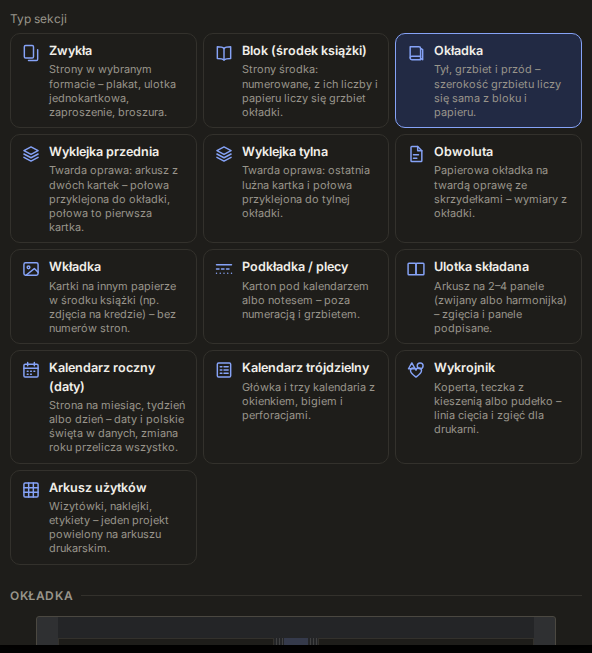 Typ sekcji
Zwykła
Strony w wybranym
formacie – plakat, ulotka
jednokartkowa,
zaproszenie, broszura.
Blok (środek książki)
Strony środka:
numerowane, z ich liczby i
papieru liczy się grzbiet
okładki.
Okładka
Tył, grzbiet i przód –
szerokość grzbietu liczy
się sama z bloku i
papieru.
Wyklejka przednia
Twarda oprawa: arkusz z
dwóch kartek – połowa
przyklejona do okładki,
połowa to pierwsza
kartka.
Wyklejka tylna
Twarda oprawa: ostatnia
luźna kartka i połowa
przyklejona do tylnej
okładki.
Obwoluta
Papierowa okładka na
twardą oprawę ze
skrzydełkami – wymiary z
okładki.
Wkładka
Kartki na innym papierze
w środku książki (np.
zdjęcia na kredzie) – bez
numerów stron.
Podkładka / plecy
Karton pod kalendarzem
albo notesem – poza
numeracją i grzbietem.
Ulotka składana
Arkusz na 2–4 panele
(zwijany albo harmonijka)
– zgięcia i panele
podpisane.
Kalendarz roczny
(daty)
Strona na miesiąc, tydzień
albo dzień – daty i polskie
święta w danych, zmiana
roku przelicza wszystko.
Kalendarz trójdzielny
Główka i trzy kalendaria z
okienkiem, bigiem i
perforacjami.
Wykrojnik
Koperta, teczka z
kieszenią albo pudełko –
linia cięcia i zgięć dla
drukarni.
Arkusz użytków
Wizytówki, naklejki,
etykiety – jeden projekt
powielony na arkuszu
drukarskim.
OKŁADKA